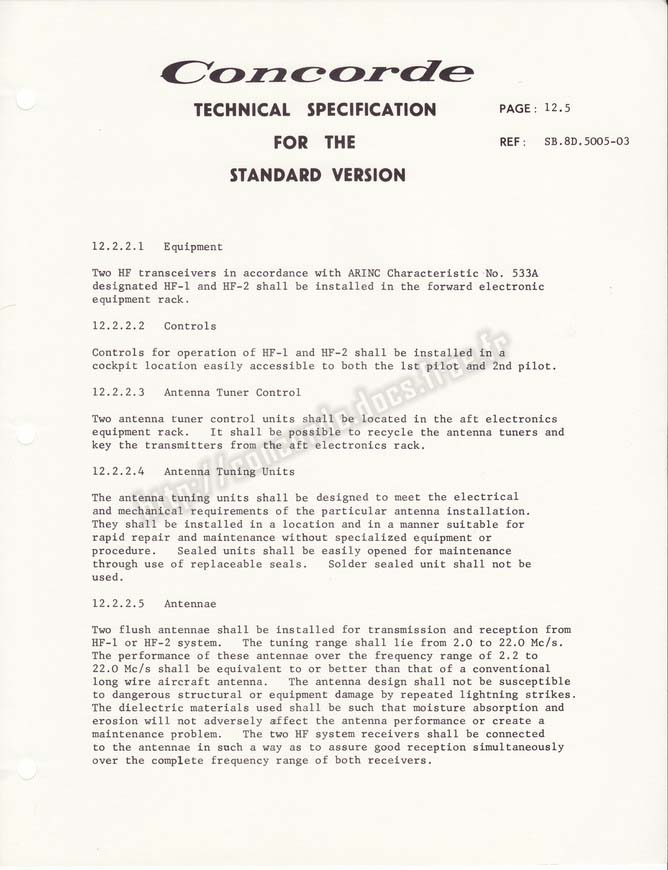 Concorde
TECHNICAL SPECIFICATION
FOR THE
STANDARD VERSION
PAGE: 12.5
REF: SB.8D.5005-03
12.2.2.1 Equipment
Two HF transceivers in accordance with ARINC Characteristic No. 533A
designated HF-1 and HF-2 shall be installed in the forward electronic
equipment rack.
12.2.2.2 Controls
Controls for operation of HF-1 and HF-2 shall be installed in a
cockpit location easily accessible to both the 1st pilot and 2nd pilot.
12.2.2.3 Antenna Tuner Control
Two antenna tuner control units shall be located in the aft electronics
equipment rack. It shall be possible to recycle the antenna tuners and
key the transmitters from the aft electronics rack.
12.2.2.4 Antenna Tuning Units
The antenna tuning units shall be designed to meet the electrical
and mechanical requirements of the particular antenna installation.
They shall be installed in a location and in a manner suitable for
rapid repair and maintenance without specialized equipment or
procedure. Sealed units shall be easily opened for maintenance
through use of replaceable seals. Solder sealed unit shall not be
used.
12.2.2.5 Antennae
Two flush antennae shall be installed for transmission and reception from
HF-1 or HF-2 system. The tuning range shall lie from 2.0 to 22.0 Mc/s.
The performance of these antennae over the frequency range of 2.2 to
22.0 Mc/s shall be equivalent to or better than that of a conventional
long wire aircraft antenna. The antenna design shall not be susceptible
to dangerous structural or equipment damage by repeated lightning strikes.
The dielectric materials used shall be such that moisture absorption and
erosion will not adversely affect the antenna performance or create a
maintenance problem. The two HF system receivers shall be connected
to the antennae in such a way as to assure good reception simultaneously
over the complete frequency range of both receivers.
http://concordedocs.free.fr